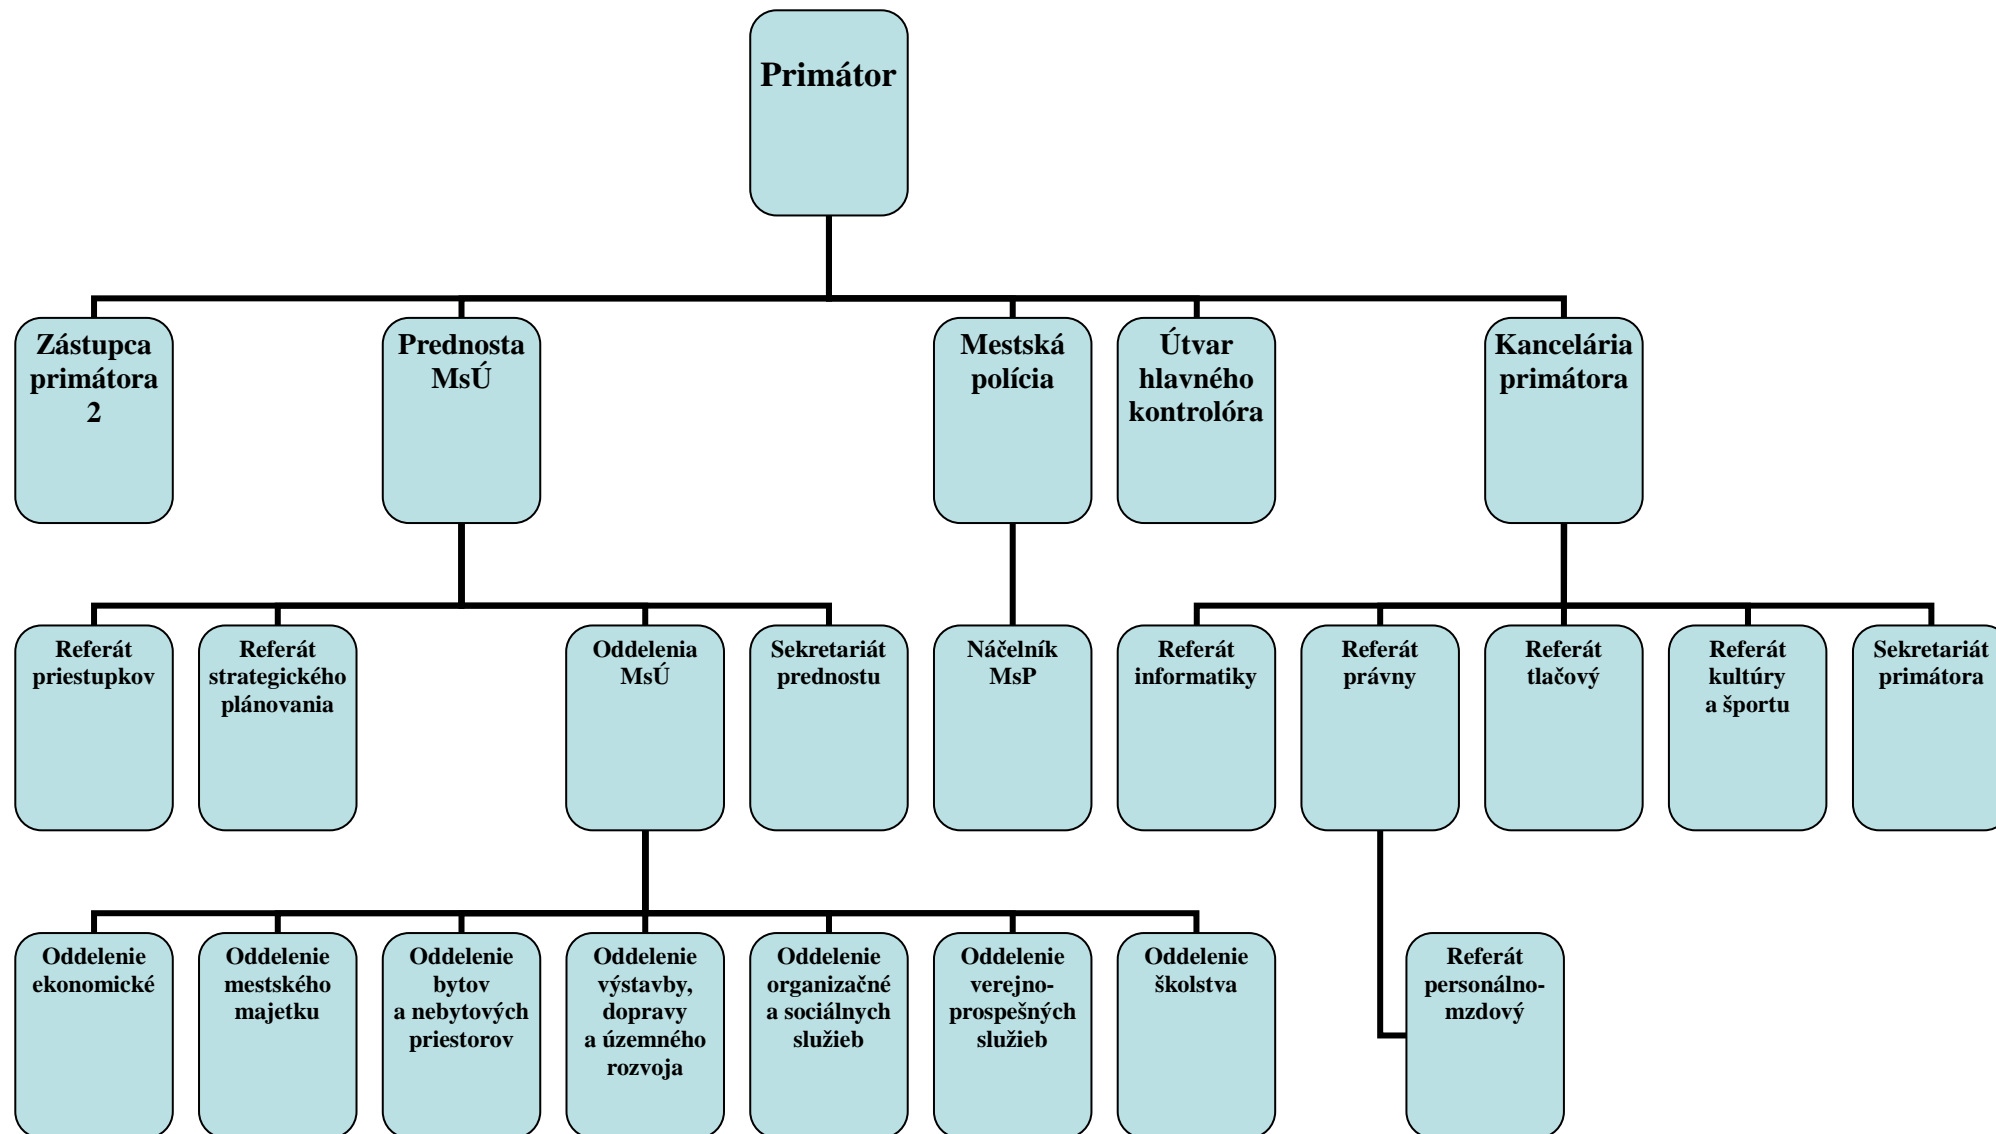 Primátor
Zástupca
primátora
2
Prednosta
MsÚ
Mestská
polícia
Útvar
hlavného
kontrolóra
Kancelária
primátora
Referát
priestupkov
Referát
strategického
plánovania
Oddelenia
MsÚ
Sekretariát
prednostu
Náčelník
MsP
Referát
informatiky
Referát
právny
Referát
tlačový
Referát
kultúry
a športu
Sekretariát
primátora
Oddelenie
ekonomické
Oddelenie
mestského
majetku
Oddelenie
bytov
a nebytových
priestorov
Oddelenie
výstavby,
dopravy
a územného
rozvoja
Oddelenie
organizačné
a sociálnych
služieb
Oddelenie
verejno-
prospešných
služieb
Oddelenie
školstva
Referát
personálno-
mzdový